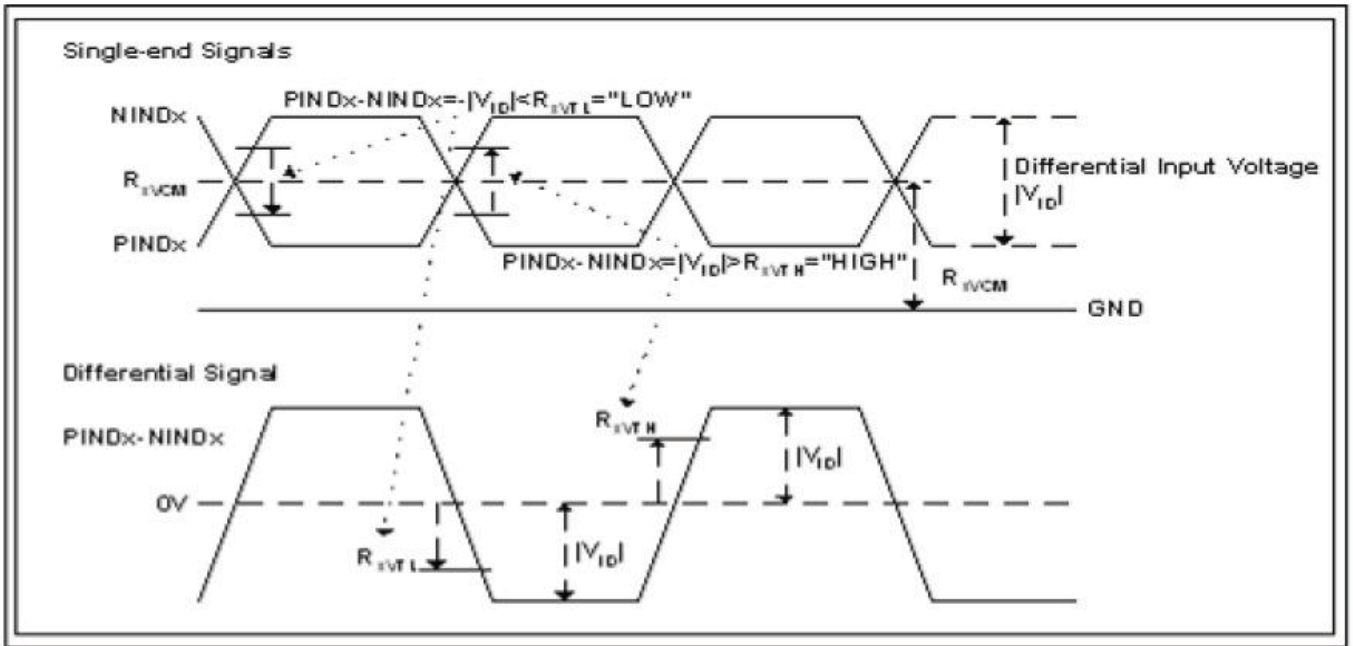 Single-end Signals
PINDx-NINDx=-|VID|<RxVTL="LOW"
NINDx
RxVCM
Differential Input Voltage
|VID|
PINDx
PINDx-NINDx=|VID|>RxVTH="HIGH"
RxVCM
GND
Differential Signal
RxVTH
PINDx-NINDx
|VID|
0V
RxVTL
|VID|